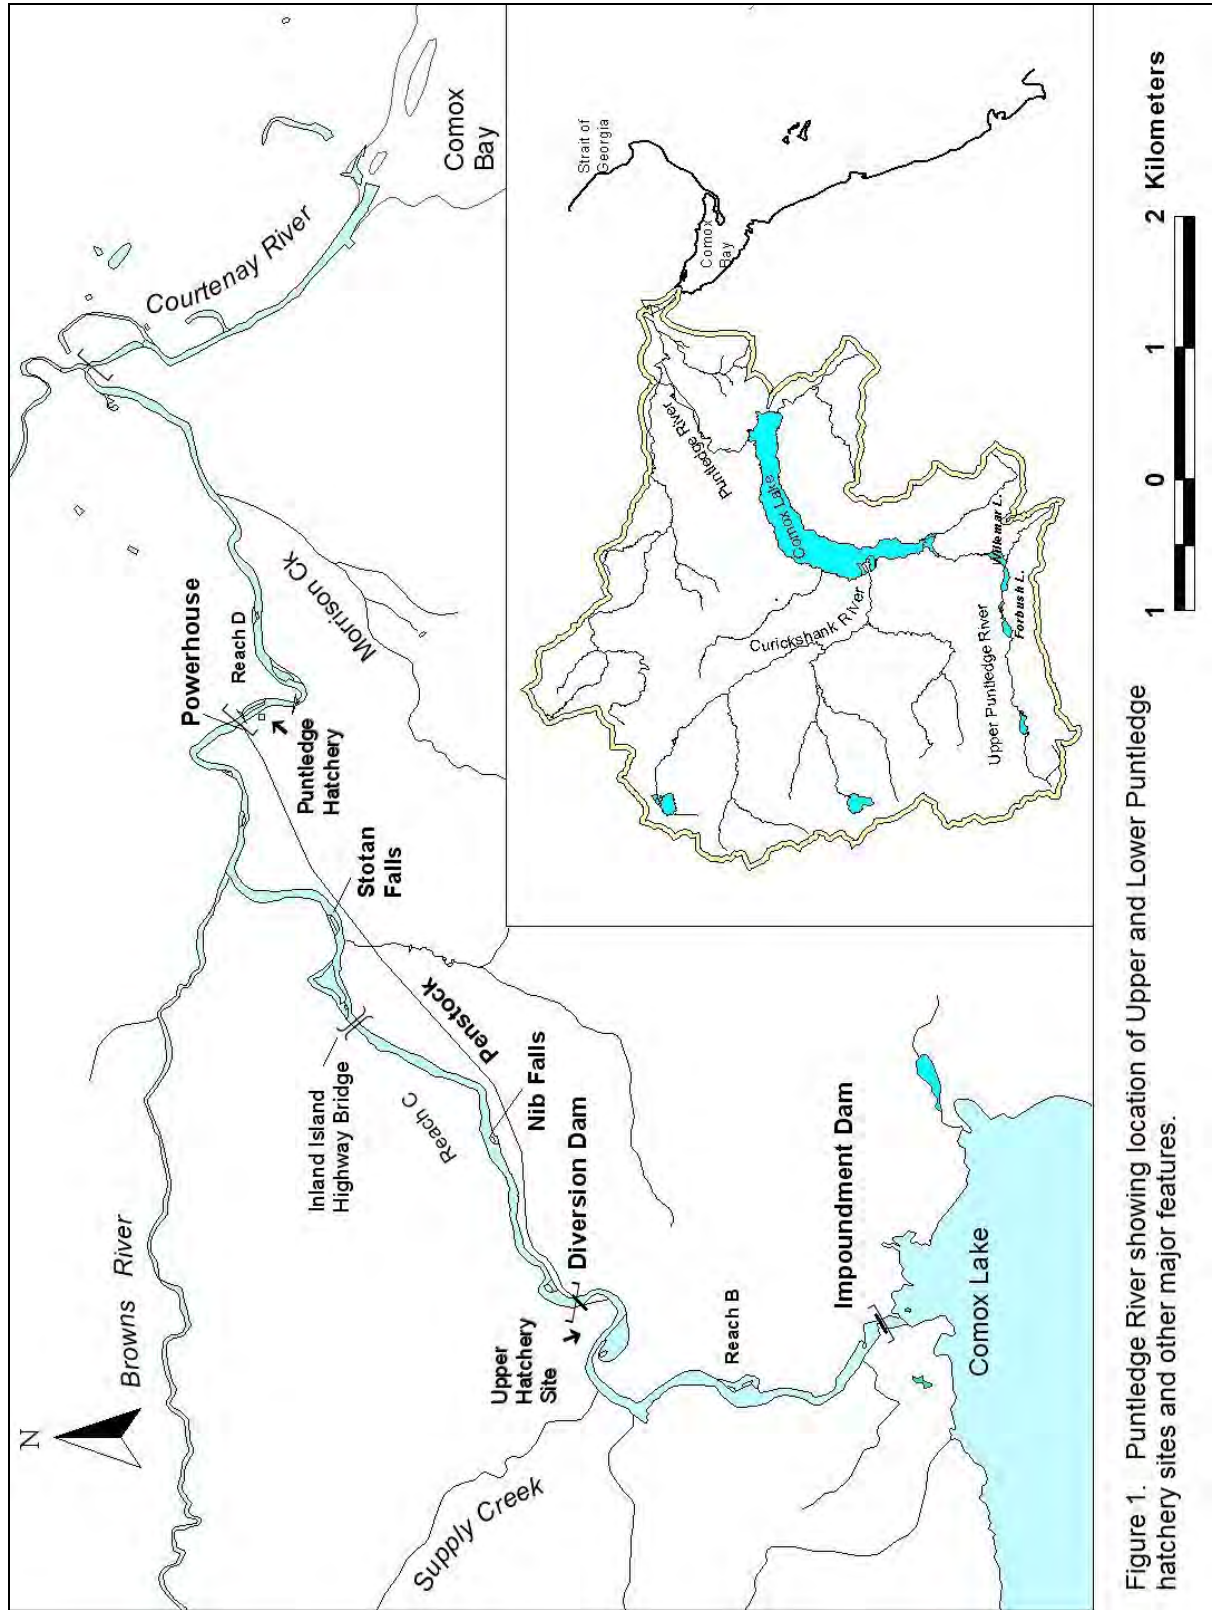 N
Browns River
Supply Creek
Upper
Hatchery
Site
Diversion Dam
Reach B
Impoundment Dam
Comox Lake
Inland Island
Highway Bridge
Reach C
Nib Falls
Penstock
Stotan
Falls
Powerhouse
Reach D
Puntledge
Hatchery
Morrison Ck
Courtenay River
Comox
Bay
Strait of
Georgia
Comox
Bay
Puntledge River
Comox Lake
Curickshank River
Upper Puntledge River
Willemar L.
Forbush L.
1 0 1 2 Kilometers
Figure 1. Puntledge River showing location of Upper and Lower Puntledge
hatchery sites and other major features.